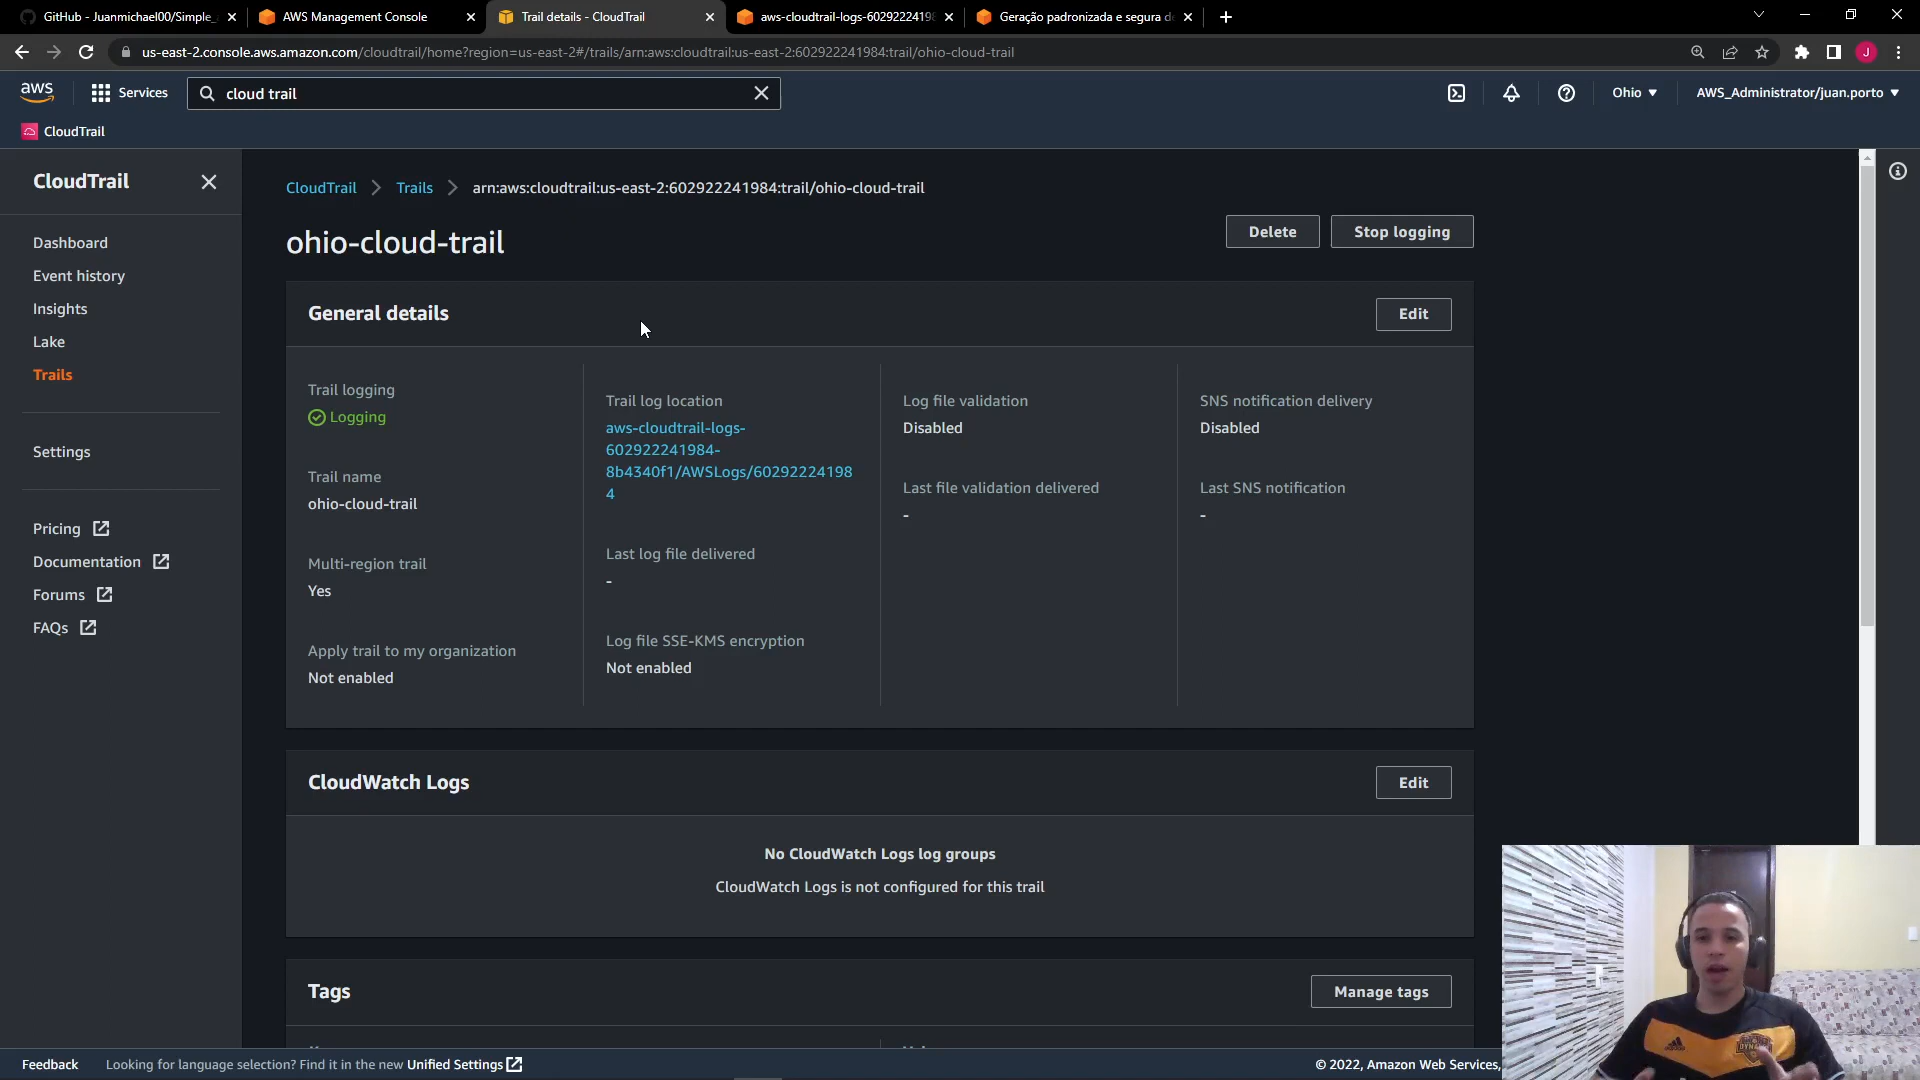 GitHub - Juanmichael00/Simple_
AWS Management Console
Trail details - CloudTrail
aws-cloudtrail-logs-6029222419
Geração padronizada e segura d
us-east-2.console.aws.amazon.com/cloudtrail/home?region=us-east-2#/trails/arn:aws:cloudtrail:us-east-2:602922241984:trail/ohio-cloud-trail
J
aws
Services
cloud trail
Ohio
AWS_Administrator/juan.porto
CloudTrail
CloudTrail
Dashboard
Event history
Insights
Lake
Trails
Settings
Pricing
Documentation
Forums
FAQs
CloudTrail
Trails
arn:aws:cloudtrail:us-east-2:602922241984:trail/ohio-cloud-trail
ohio-cloud-trail
Delete
Stop logging
General details
Edit
Trail logging
Logging
Trail name
ohio-cloud-trail
Multi-region trail
Yes
Apply trail to my organization
Not enabled
Trail log location
aws-cloudtrail-logs-
602922241984-
8b4340f1/AWSLogs/60292224198
4
Last log file delivered
-
Log file SSE-KMS encryption
Not enabled
Log file validation
Disabled
Last file validation delivered
-
SNS notification delivery
Disabled
Last SNS notification
-
CloudWatch Logs
Edit
No CloudWatch Logs log groups
CloudWatch Logs is not configured for this trail
Tags
Manage tags
Feedback
Looking for language selection? Find it in the new Unified Settings
© 2022, Amazon Web Services,